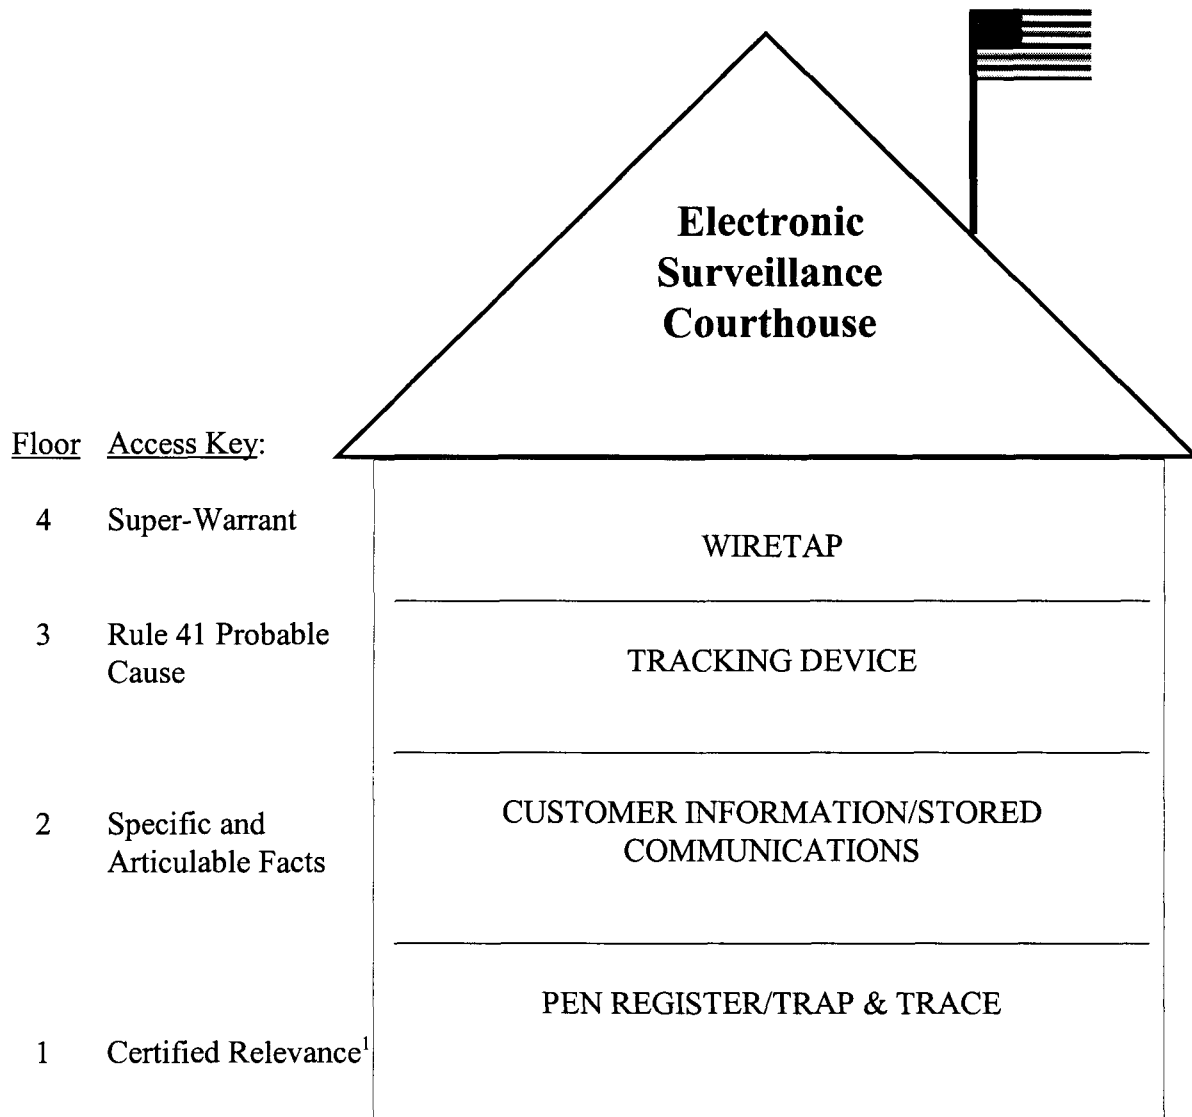 Electronic
Surveillance
Courthouse
Floor Access Key:
4 Super-Warrant
WIRETAP
3 Rule 41 Probable
Cause
TRACKING DEVICE
2 Specific and
Articulable Facts
CUSTOMER INFORMATION/STORED
COMMUNICATIONS
PEN REGISTER/TRAP & TRACE
1 Certified Relevance¹